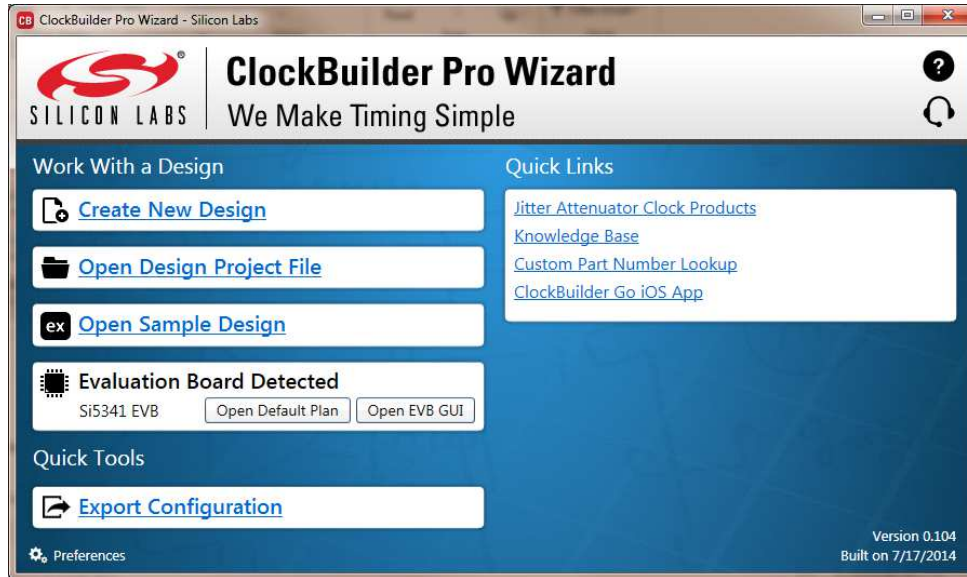 CB ClockBuilder Pro Wizard - Silicon Labs
SILICON LABS
®
ClockBuilder Pro Wizard
We Make Timing Simple
?
Work With a Design
Create New Design
Open Design Project File
ex Open Sample Design
Evaluation Board Detected
Si5341 EVB Open Default Plan Open EVB GUI
Quick Tools
Export Configuration
Preferences
Quick Links
Jitter Attenuator Clock Products
Knowledge Base
Custom Part Number Lookup
ClockBuilder Go iOS App
Version 0.104
Built on 7/17/2014